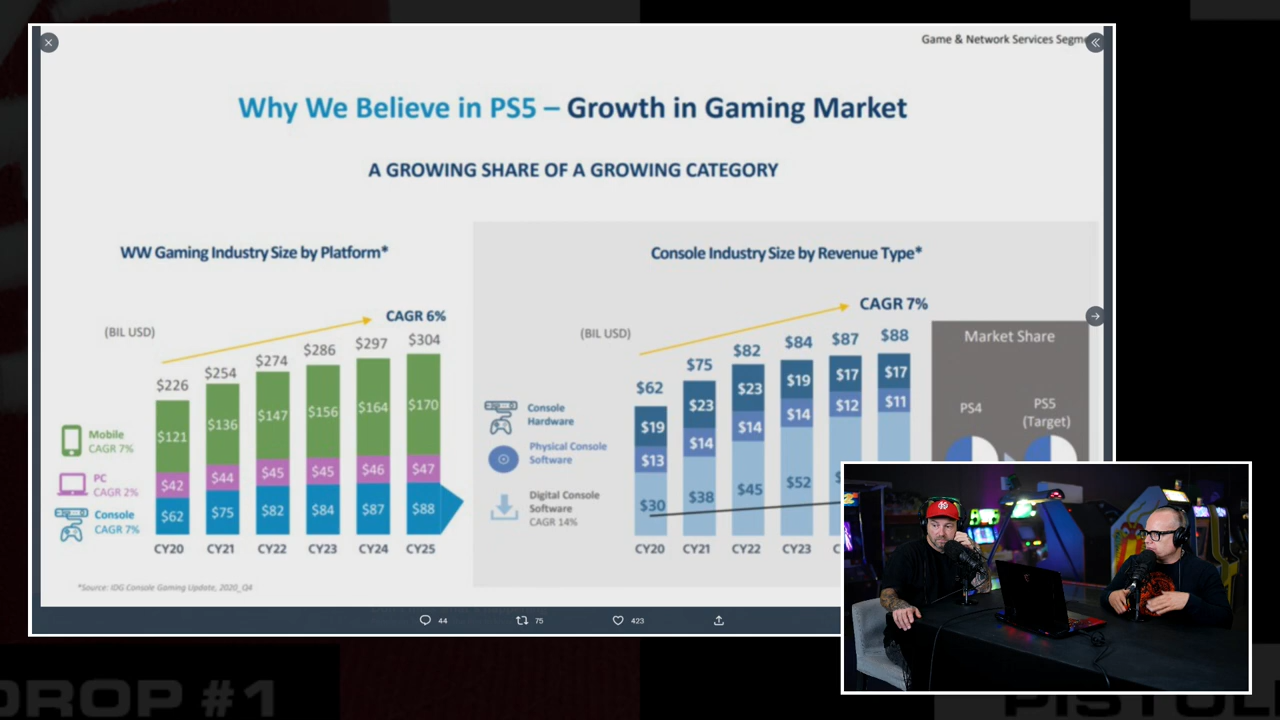 Game & Network Services Segme
Why We Believe in PS5 – Growth in Gaming Market
A GROWING SHARE OF A GROWING CATEGORY
WW Gaming Industry Size by Platform*
(BIL USD)
CAGR 6%
$226 $254 $274 $286 $297 $304
Mobile
CAGR 7%
$121 $136 $147 $156 $164 $170
PC
CAGR 2%
$42 $44 $45 $45 $46 $47
Console
CAGR 7%
$62 $75 $82 $84 $87 $88
CY20 CY21 CY22 CY23 CY24 CY25
*Source: IDG Console Gaming Update, 2020_Q4
Console Industry Size by Revenue Type*
(BIL USD)
CAGR 7%
$62 $75 $82 $84 $87 $88
Console
Hardware
$19 $23 $23 $19 $17 $17
Physical Console
Software
$13 $14 $14 $14 $12 $11
Digital Console
Software
CAGR 14%
$30 $38 $45 $52 $
CY20 CY21 CY22 CY23
Market Share
PS4
PS5
(Target)
44 75 423
DROP #1
PISTOL